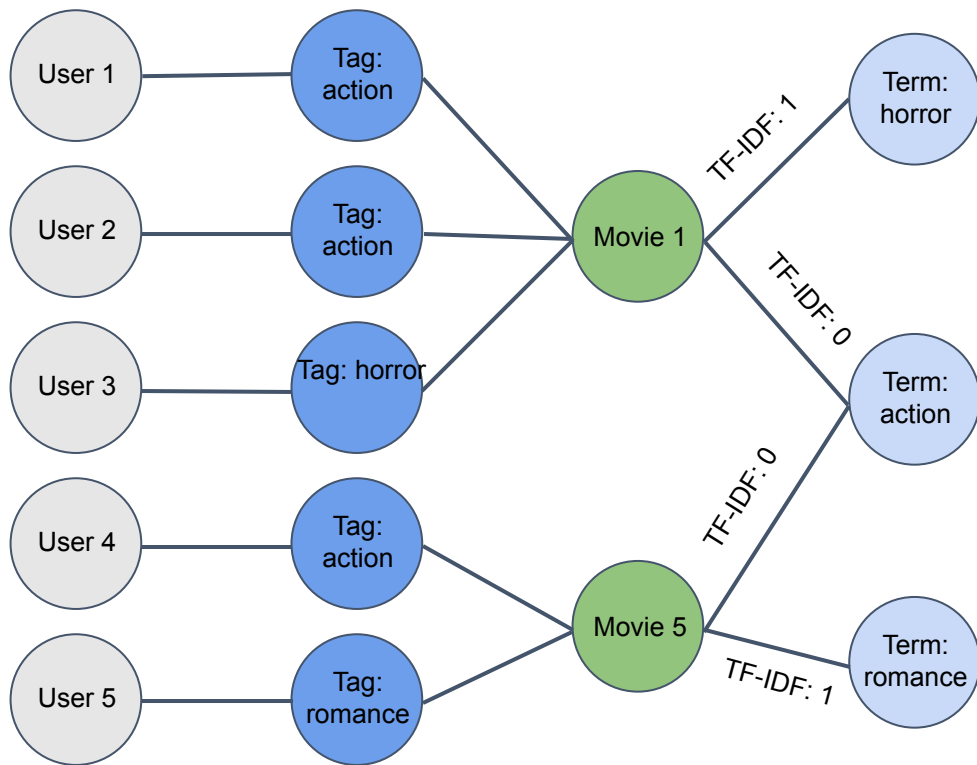 User 1
Tag:
action
User 2
Tag:
action
User 3
Tag: horror
User 4
Tag:
action
User 5
Tag:
romance
Movie 1
Movie 5
TF-IDF: 1
TF-IDF: 0
TF-IDF: 0
TF-IDF: 1
Term:
horror
Term:
action
Term:
romance